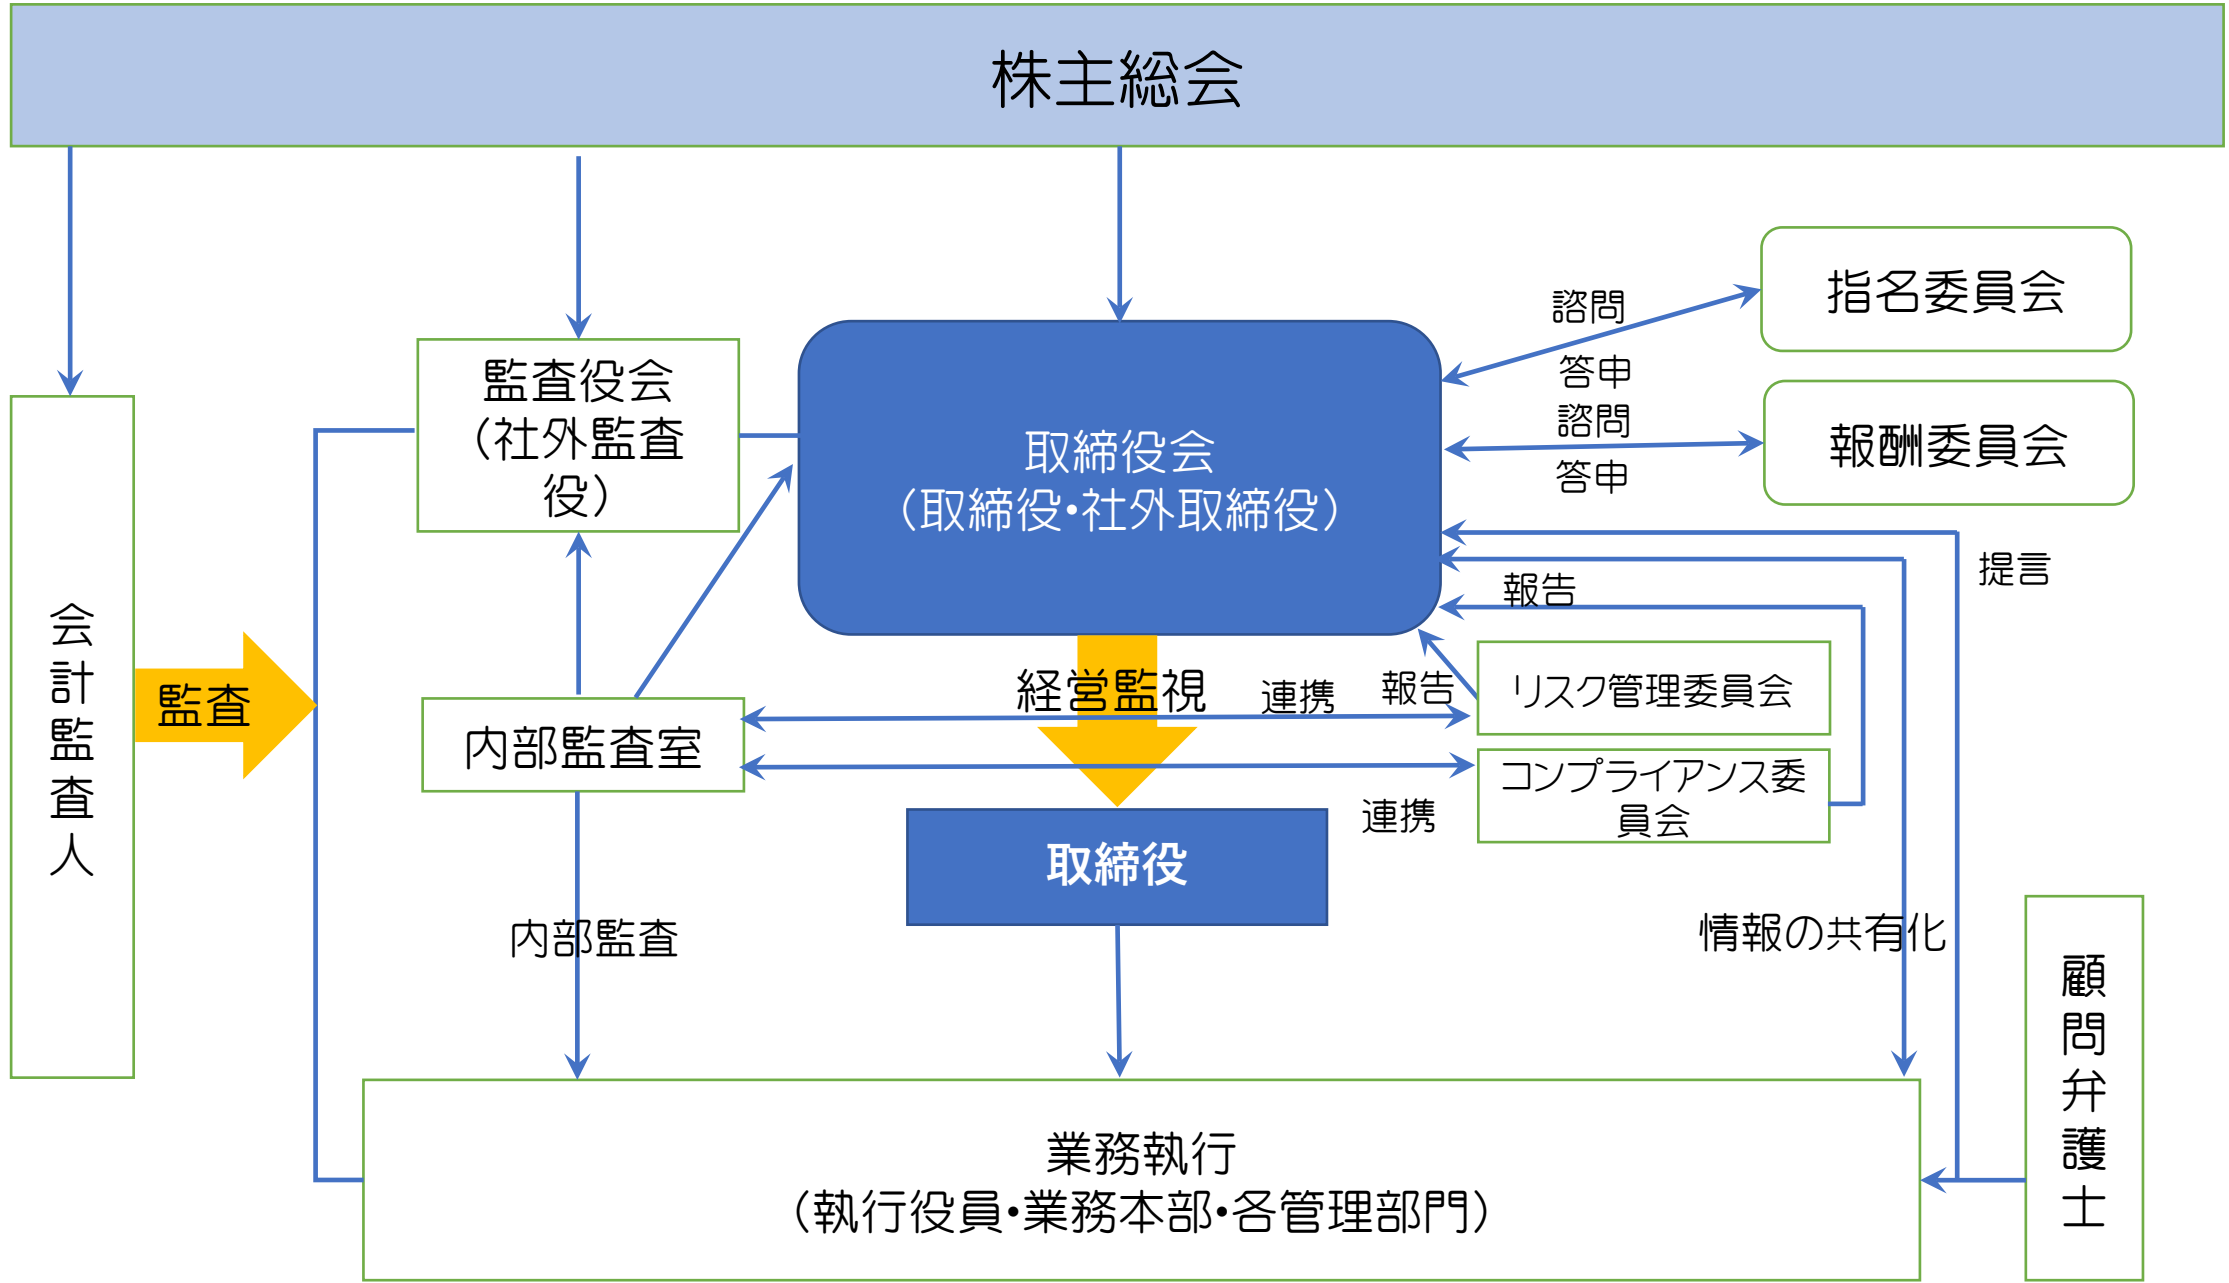 株主総会
指名委員会
諮問
答申
監査役会
（社外監査
役）
報酬委員会
諮問
答申
取締役会
（取締役・社外取締役）
提言
報告
会
計
監
査
人
監査
経営監視
連携
報告
リスク管理委員会
内部監査室
コンプライアンス委
員会
連携
取締役
内部監査
情報の共有化
顧
問
弁
護
士
業務執行
（執行役員・業務本部・各管理部門）